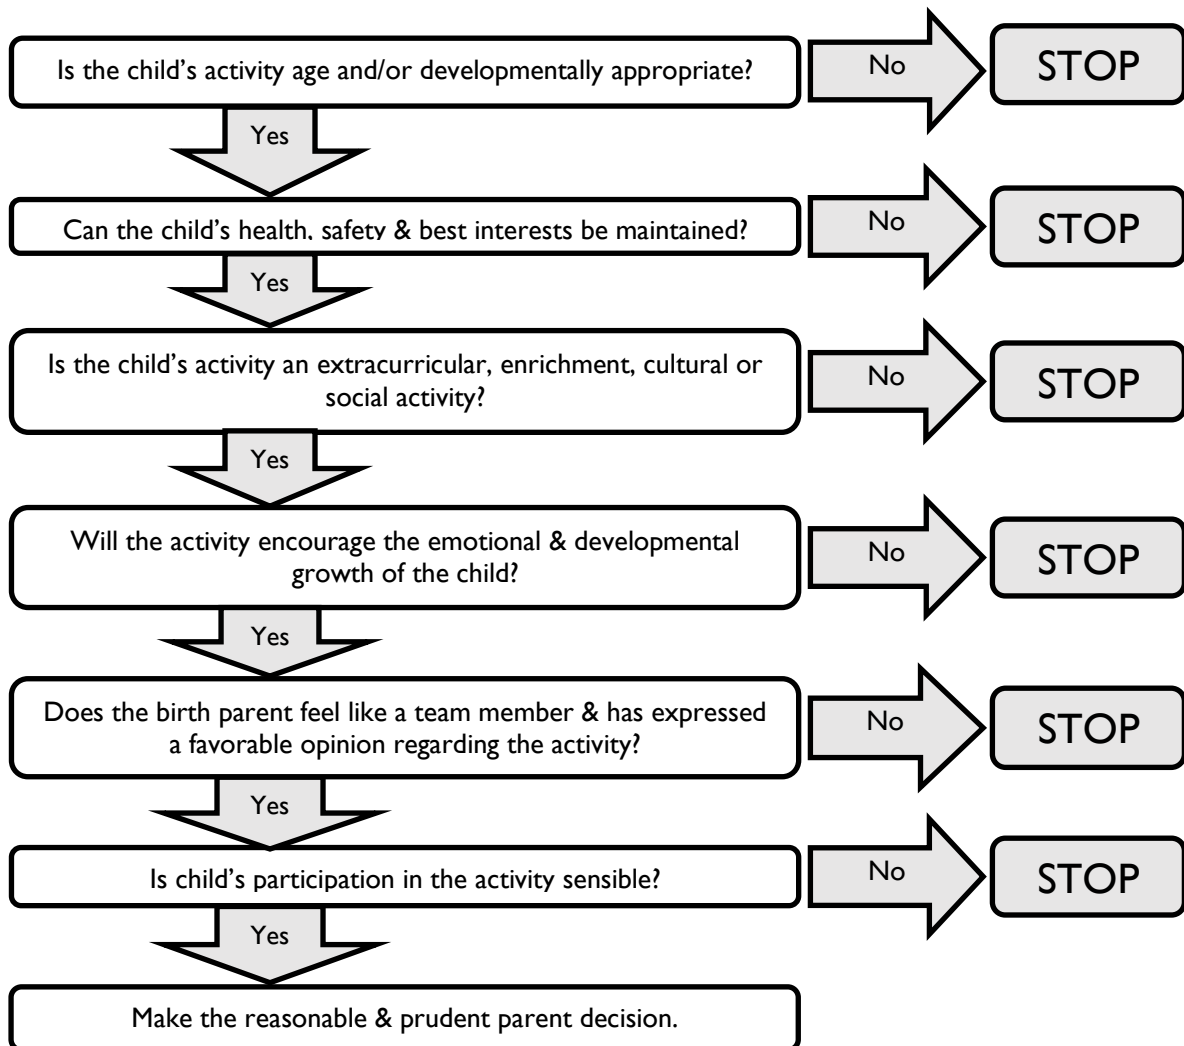 Is the child’s activity age and/or developmentally appropriate?
No
STOP
Yes
Can the child’s health, safety & best interests be maintained?
No
STOP
Yes
Is the child’s activity an extracurricular, enrichment, cultural or
social activity?
No
STOP
Yes
Will the activity encourage the emotional & developmental
growth of the child?
No
STOP
Yes
Does the birth parent feel like a team member & has expressed
a favorable opinion regarding the activity?
No
STOP
Yes
Is child’s participation in the activity sensible?
No
STOP
Yes
Make the reasonable & prudent parent decision.